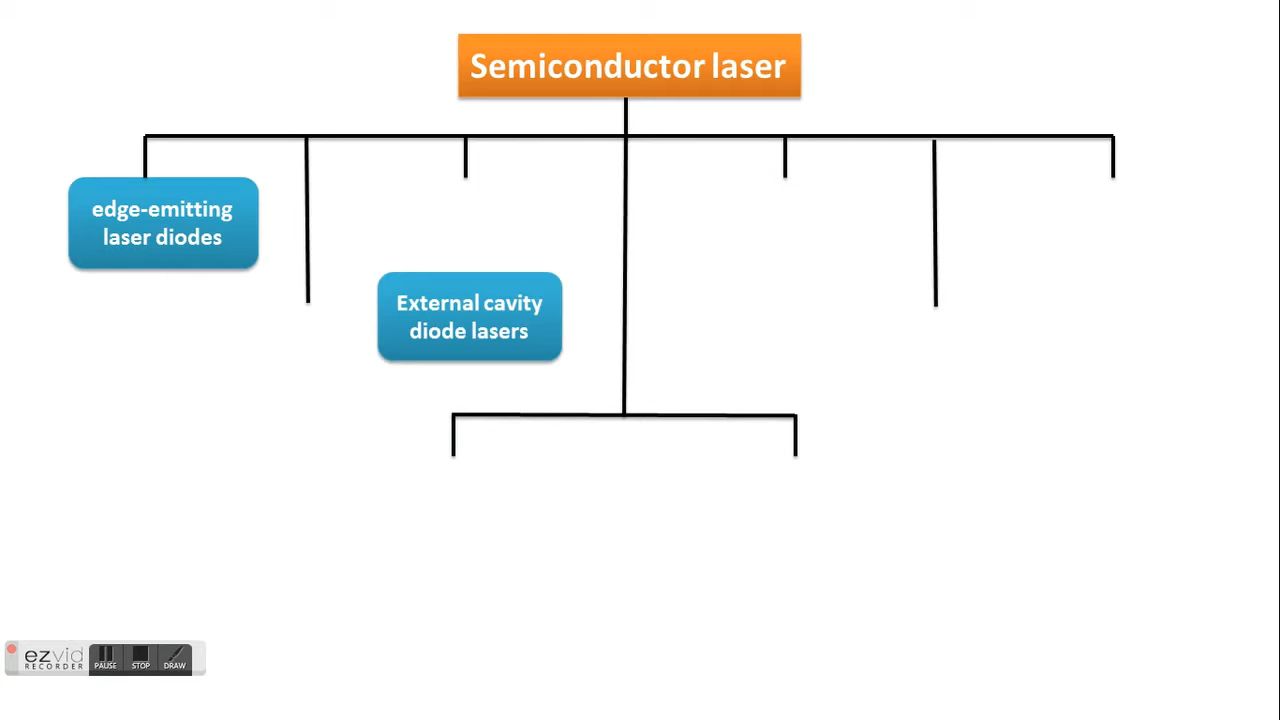 Semiconductor laser
edge-emitting
laser diodes
External cavity
diode lasers
ezvid
RECORDER
PAUSE
STOP
DRAW